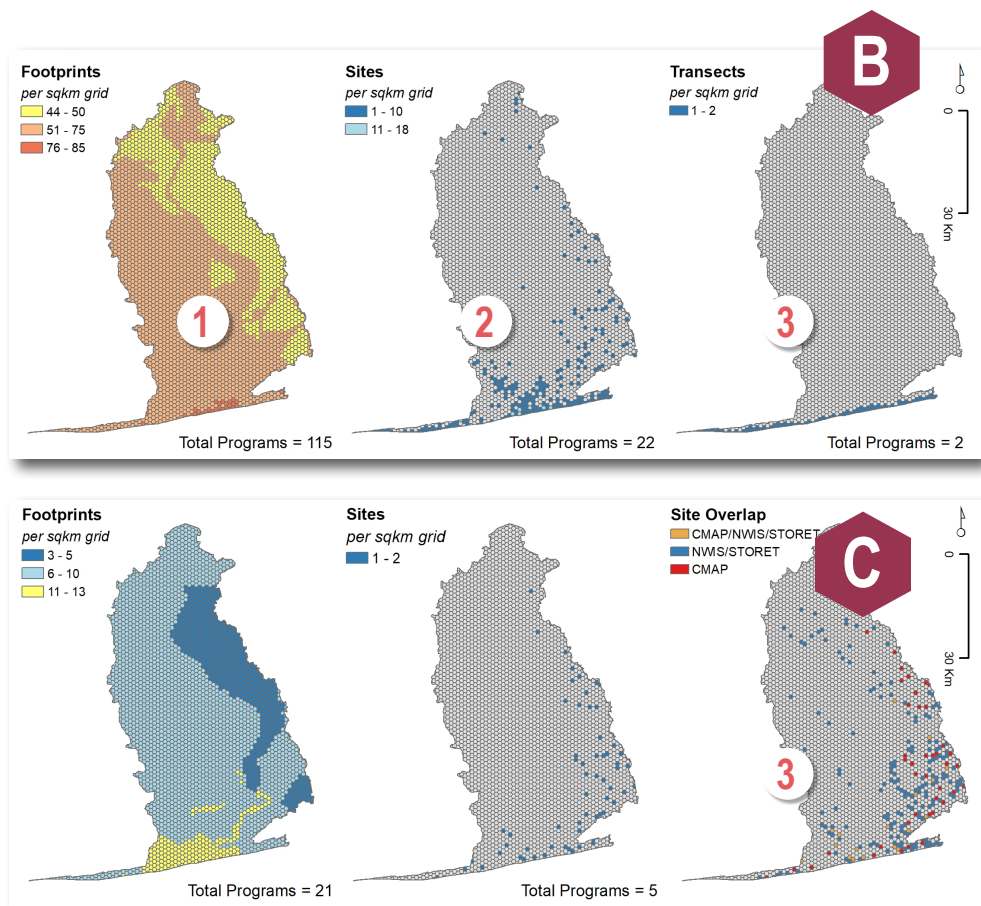 B
Footprints
per sqkm grid
44 - 50
51 - 75
76 - 85
1
Total Programs = 115
Sites
per sqkm grid
1 - 10
11 - 18
2
Total Programs = 22
Transects
per sqkm grid
1 - 2
3
Total Programs = 2
0
30 Km
C
Footprints
per sqkm grid
3 - 5
6 - 10
11 - 13
Total Programs = 21
Sites
per sqkm grid
1 - 2
Total Programs = 5
Site Overlap
CMAP/NWIS/STORET
NWIS/STORET
CMAP
3
0
30 Km